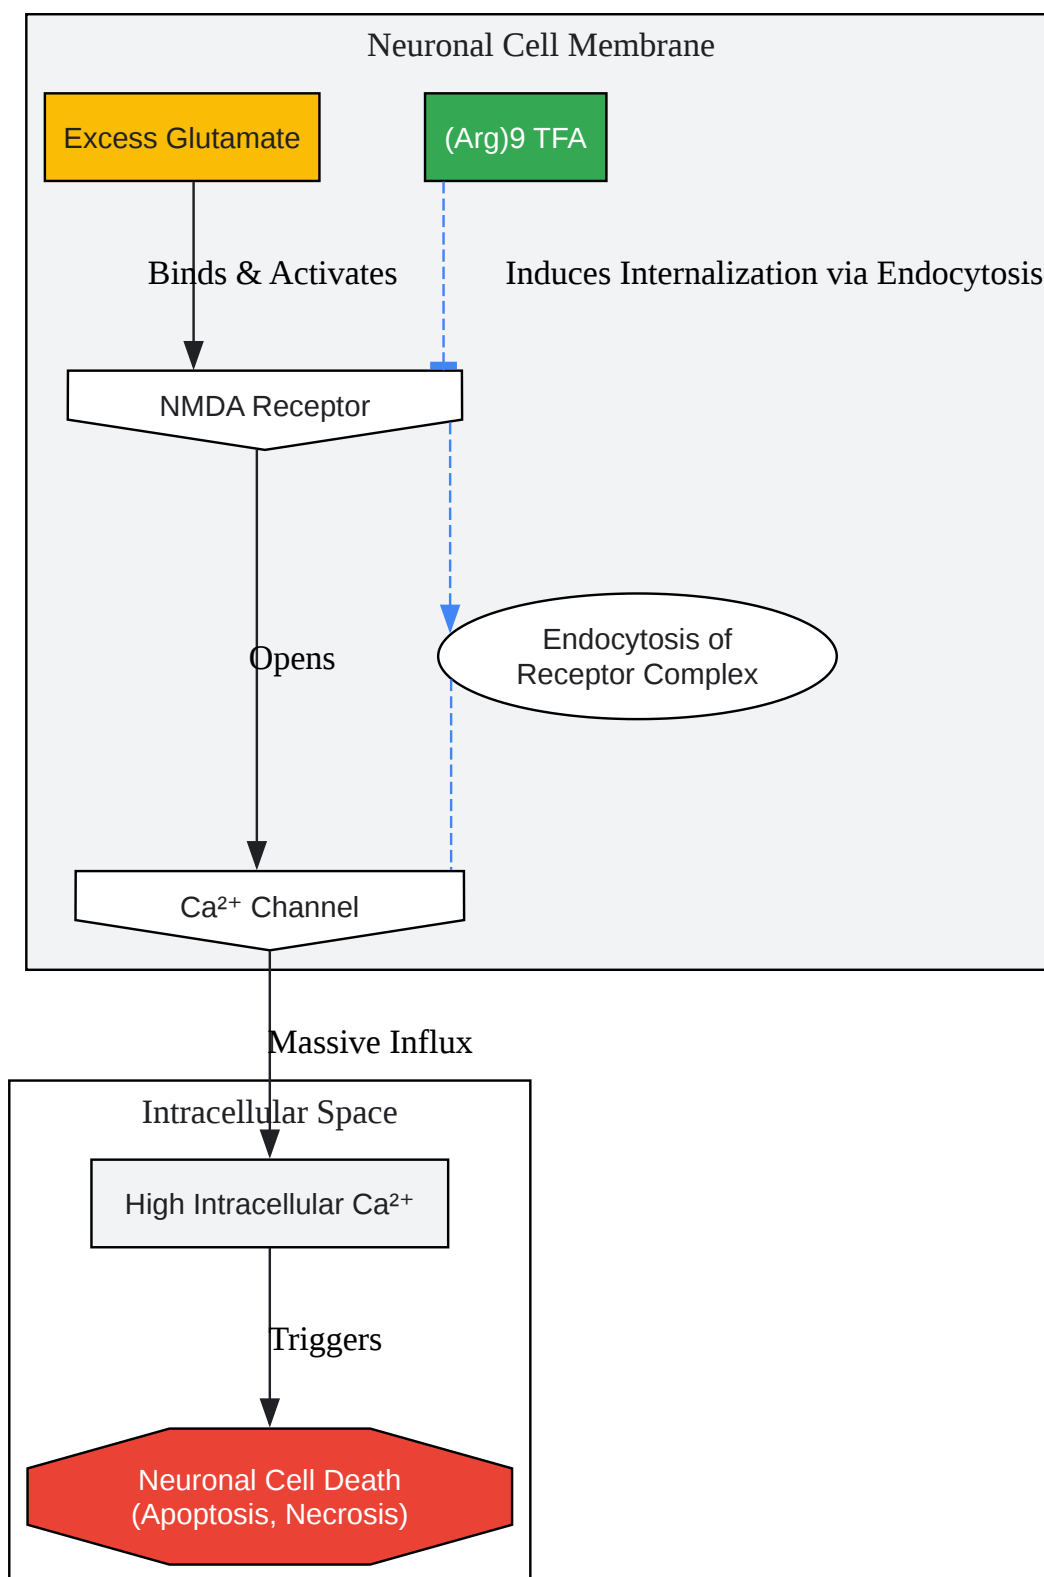 Neuronal Cell Membrane
Excess Glutamate
(Arg)9 TFA
Binds & Activates
Induces Internalization via Endocytosis
NMDA Receptor
Endocytosis of
Receptor Complex
Opens
Ca²⁺ Channel
Massive Influx
Intracellular Space
High Intracellular Ca²⁺
Triggers
Neuronal Cell Death
(Apoptosis, Necrosis)